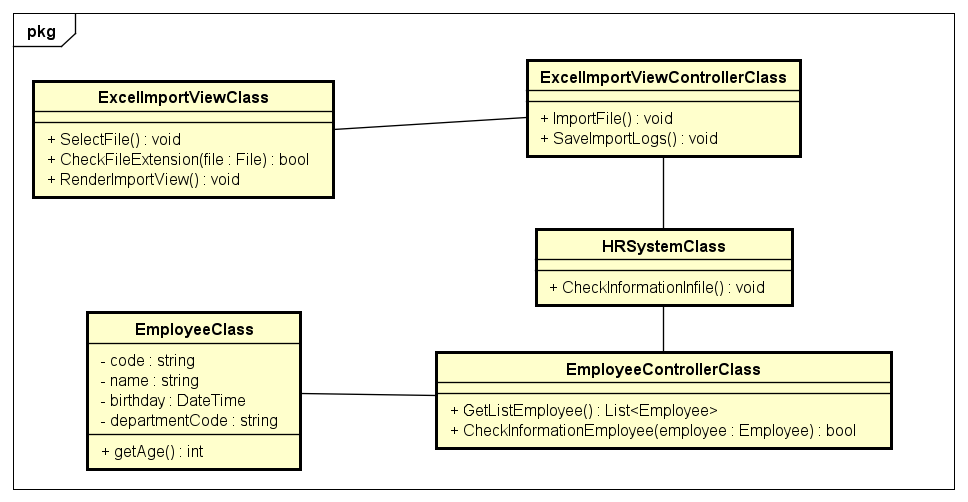 pkg
ExcelImportViewClass
+ SelectFile() : void
+ CheckFileExtension(file : File) : bool
+ RenderImportView() : void
ExcelImportViewControllerClass
+ ImportFile() : void
+ SaveImportLogs() : void
HRSystemClass
+ CheckInformationInfile() : void
EmployeeClass
- code : string
- name : string
- birthday : DateTime
- departmentCode : string
+ getAge() : int
EmployeeControllerClass
+ GetListEmployee() : List<Employee>
+ CheckInformationEmployee(employee : Employee) : bool